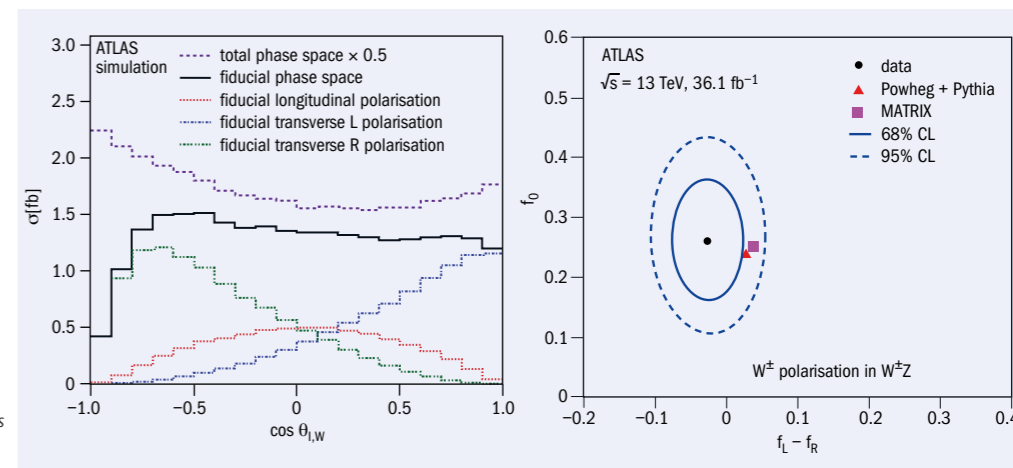 3.0
2.5
2.0
1.5
1.0
0.5
0
σ[fb]
ATLAS
simulation
total phase space × 0.5
fiducial phase space
fiducial longitudinal polarisation
fiducial transverse L polarisation
fiducial transverse R polarisation
−1.0 −0.5 0 0.5 1.0
cos θl,W
s
0.6
0.5
0.4
0.3
0.2
0.1
0
f0
ATLAS
√s = 13 TeV, 36.1 fb−1
data
Powheg + Pythia
MATRIX
68% CL
95% CL
W± polarisation in W±Z
−0.2 −0.1 0 0.1 0.2 0.3 0.4
fL − fR